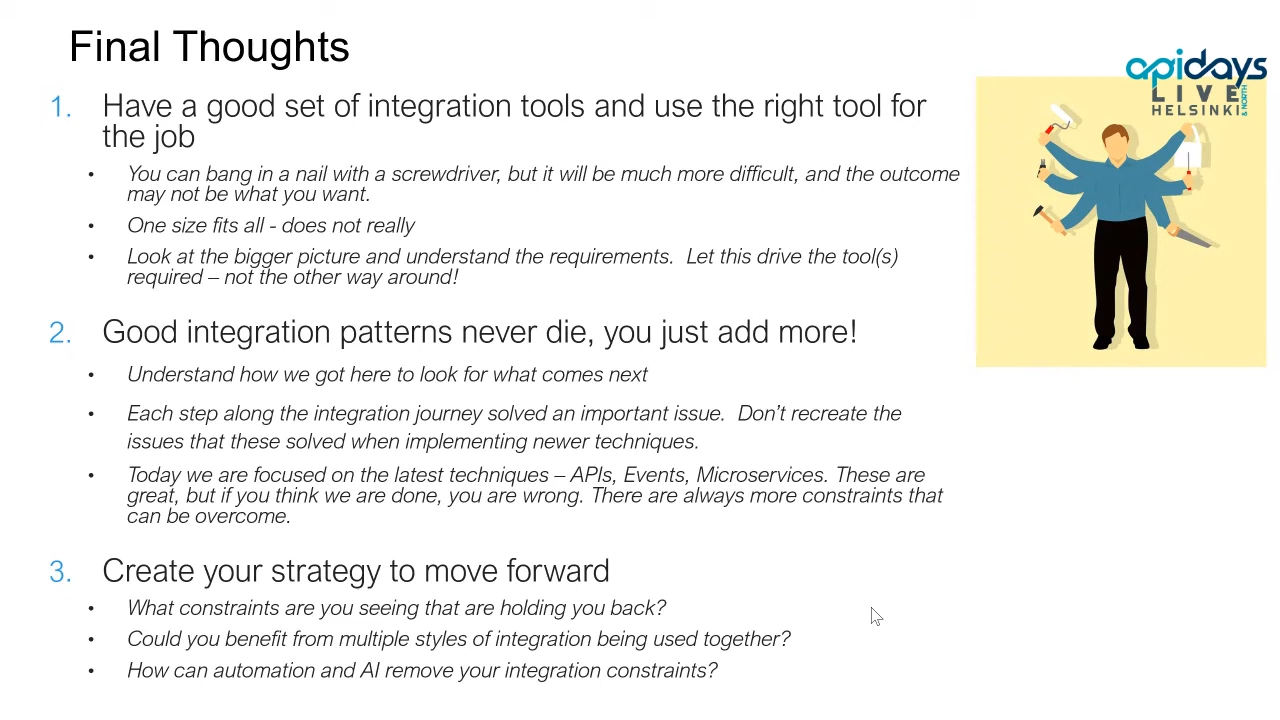 Final Thoughts
apidays
LIVE
HELSINKI
& NORTH
1. Have a good set of integration tools and use the right tool for
the job
• You can bang in a nail with a screwdriver, but it will be much more difficult, and the outcome
may not be what you want.
• One size fits all - does not really
• Look at the bigger picture and understand the requirements.  Let this drive the tool(s)
required – not the other way around!
2. Good integration patterns never die, you just add more!
• Understand how we got here to look for what comes next
• Each step along the integration journey solved an important issue.  Don’t recreate the
issues that these solved when implementing newer techniques.
• Today we are focused on the latest techniques – APIs, Events, Microservices. These are
great, but if you think we are done, you are wrong. There are always more constraints that
can be overcome.
3. Create your strategy to move forward
• What constraints are you seeing that are holding you back?
• Could you benefit from multiple styles of integration being used together?
• How can automation and AI remove your integration constraints?